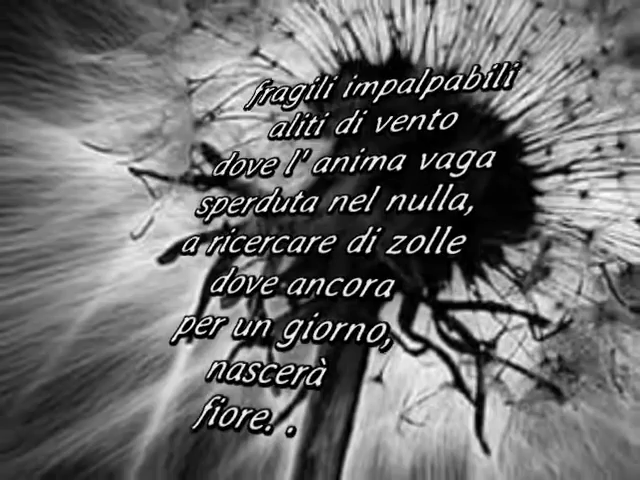 fragili impalpabili
aliti di vento
dove l' anima vaga
sperduta nel nulla,
a ricercare di zolle
dove ancora
per un giorno,
nascerà
fiore. .